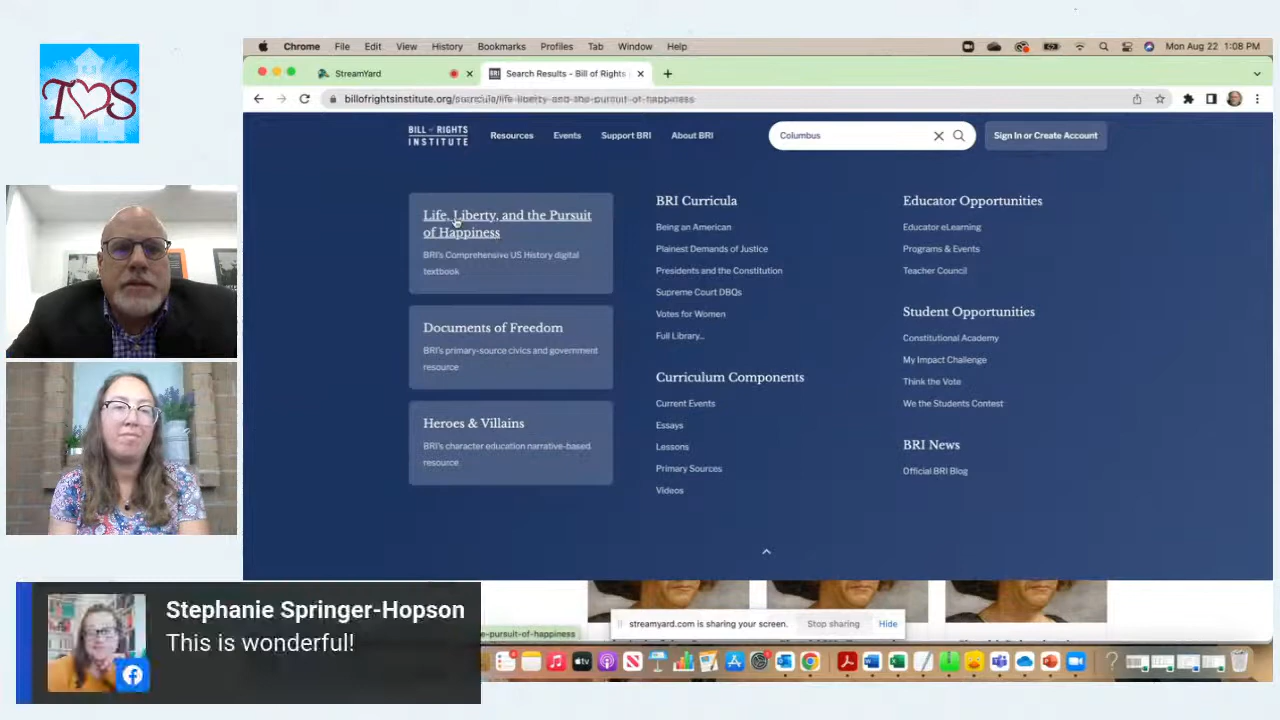 TOS
Chrome File Edit View History Bookmarks Profiles Tab Window Help
Mon Aug 22 1:08 PM
StreamYard
Search Results - Bill of Rights
BILL of RIGHTS
INSTITUTE
Resources Events Support BRI About BRI
Columbus
Sign In or Create Account
Life, Liberty, and the Pursuit
of Happiness
BRI's Comprehensive US History digital
textbook
Documents of Freedom
BRI's primary-source civics and government
resource
Heroes & Villains
BRI's character education narrative-based
resource
BRI Curricula
Being an American
Plainest Demands of Justice
Presidents and the Constitution
Supreme Court DBQs
Votes for Women
Full Library...
Curriculum Components
Current Events
Essays
Lessons
Primary Sources
Videos
Educator Opportunities
Educator eLearning
Programs & Events
Teacher Council
Student Opportunities
Constitutional Academy
My Impact Challenge
Think the Vote
We the Students Contest
BRI News
Official BRI Blog
streamyard.com is sharing your screen.
Stop sharing
Hide
e-pursuit-of-happiness
Stephanie Springer-Hopson
This is wonderful!